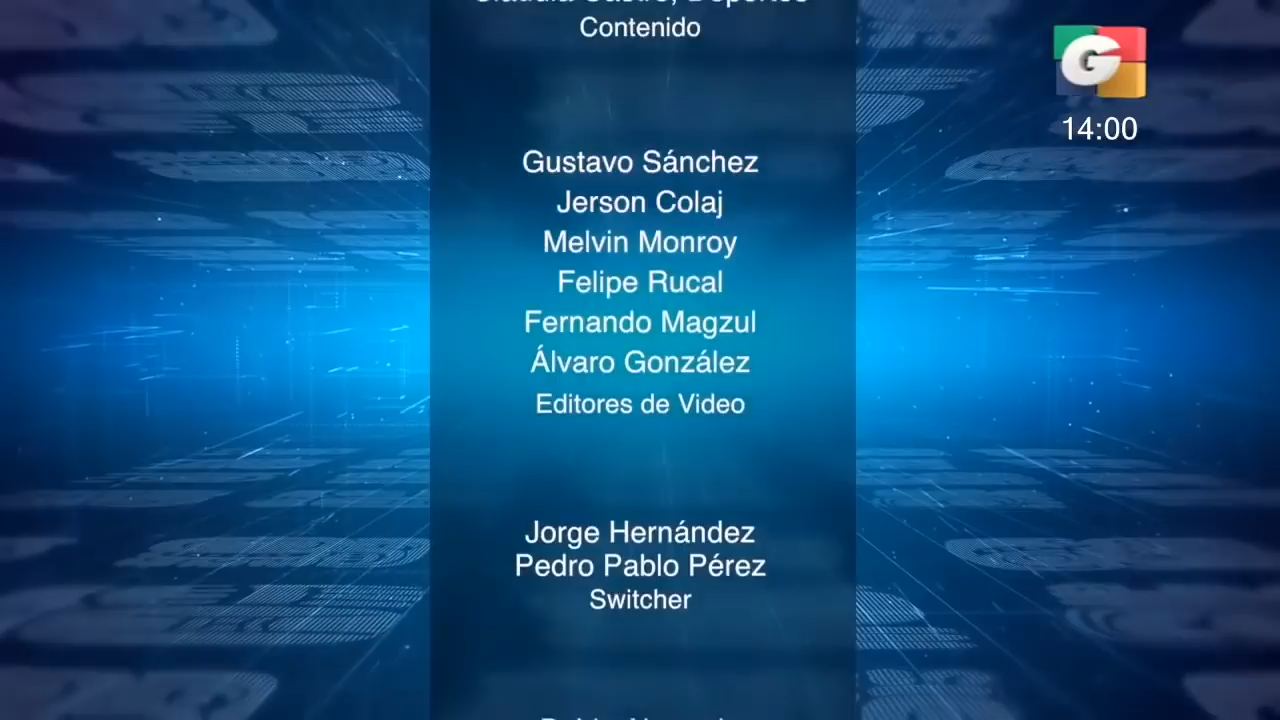 Contenido
G
14:00
Gustavo Sánchez
Jerson Colaj
Melvin Monroy
Felipe Rucal
Fernando Magzul
Álvaro González
Editores de Video
Jorge Hernández
Pedro Pablo Pérez
Switcher